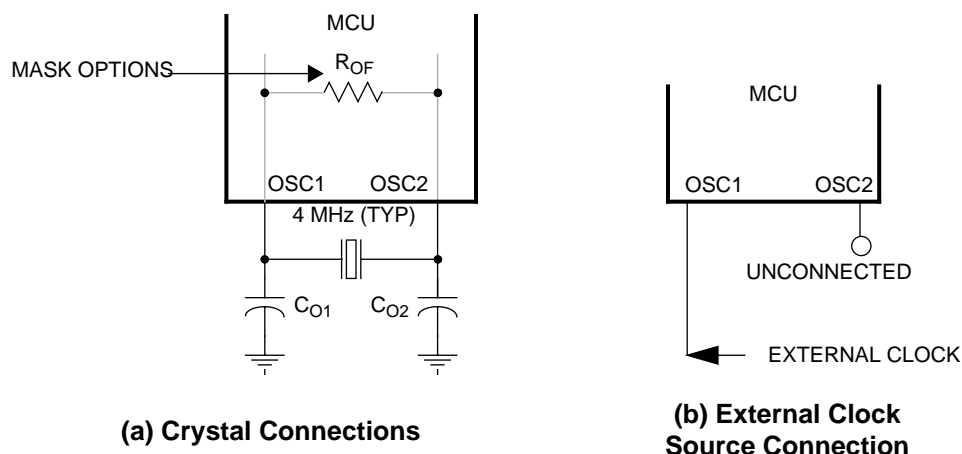 MCU
MASK OPTIONS
ROF
OSC1 OSC2
4 MHz (TYP)
CO1 CO2
(a) Crystal Connections
MCU
OSC1 OSC2
UNCONNECTED
EXTERNAL CLOCK
(b) External Clock
Source Connection